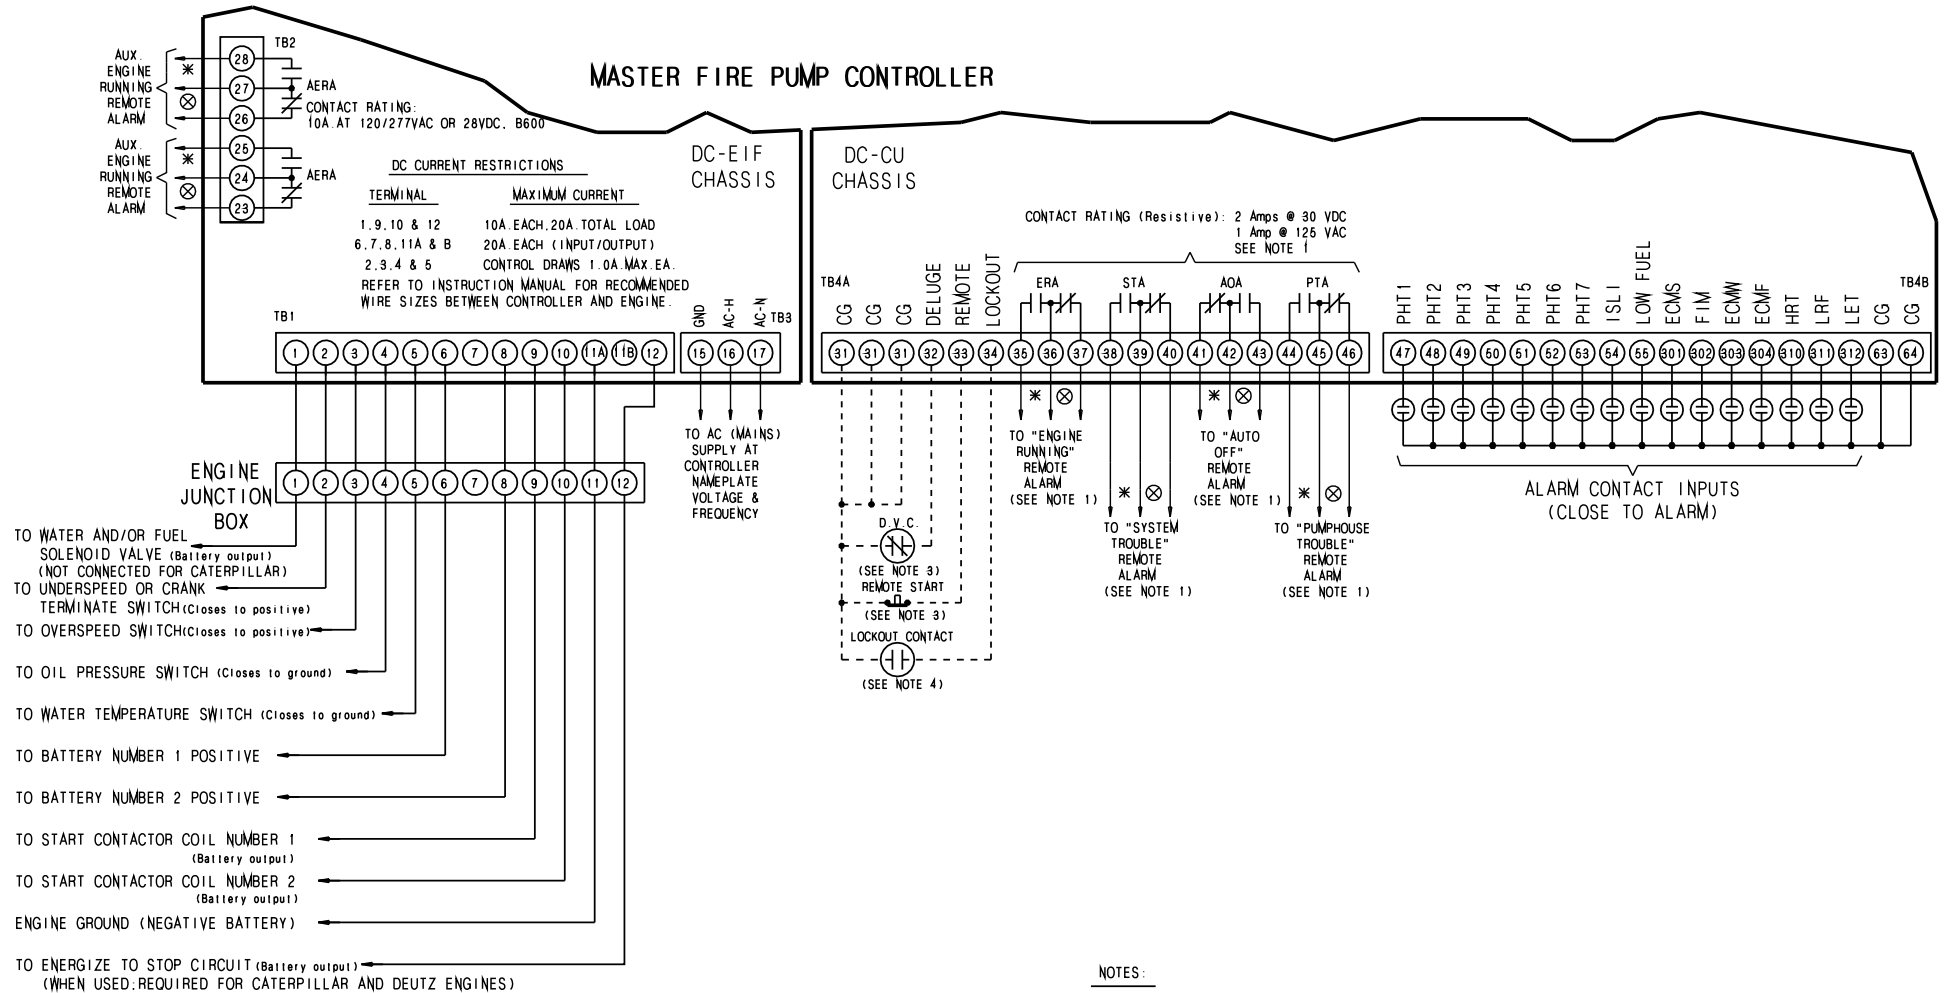 MASTER FIRE PUMP CONTROLLER
TB2
AUX.
ENGINE
RUNNING
REMOTE
ALARM
28
27
26
AERA
CONTACT RATING:
10A.AT 120/277VAC OR 28VDC, B600
AUX.
ENGINE
RUNNING
REMOTE
ALARM
25
24
23
AERA
DC CURRENT RESTRICTIONS
TERMINAL MAXIMUM CURRENT
1,9,10 & 12 10A.EACH,20A.TOTAL LOAD
6,7,8,11A & B 20A.EACH (INPUT/OUTPUT)
2,3,4 & 5 CONTROL DRAWS 1.0A.MAX.EA.
REFER TO INSTRUCTION MANUAL FOR RECOMMENDED
WIRE SIZES BETWEEN CONTROLLER AND ENGINE.
DC-EIF
CHASSIS
TB1
1 2 3 4 5 6 7 8 9 10 11A 11B 12
GND AC-H AC-N TB3
15 16 17
TO AC (MAINS)
SUPPLY AT
CONTROLLER
NAMEPLATE
VOLTAGE &
FREQUENCY
ENGINE
JUNCTION
BOX
1 2 3 4 5 6 7 8 9 10 11 12
TO WATER AND/OR FUEL
SOLENOID VALVE (Battery output)
(NOT CONNECTED FOR CATERPILLAR)
TO UNDERSPEED OR CRANK
TERMINATE SWITCH (Closes to positive)
TO OVERSPEED SWITCH (Closes to positive)
TO OIL PRESSURE SWITCH (Closes to ground)
TO WATER TEMPERATURE SWITCH (Closes to ground)
TO BATTERY NUMBER 1 POSITIVE
TO BATTERY NUMBER 2 POSITIVE
TO START CONTACTOR COIL NUMBER 1
(Battery output)
TO START CONTACTOR COIL NUMBER 2
(Battery output)
ENGINE GROUND (NEGATIVE BATTERY)
TO ENERGIZE TO STOP CIRCUIT (Battery output)
(WHEN USED:REQUIRED FOR CATERPILLAR AND DEUTZ ENGINES)
DC-CU
CHASSIS
CONTACT RATING (Resistive): 2 Amps @ 30 VDC
1 Amp @ 125 VAC
SEE NOTE 1
TB4A
CG CG CG DELUGE REMOTE LOCKOUT
ERA STA AOA PTA
31 31 31 32 33 34 35 36 37 38 39 40 41 42 43 44 45 46
D.V.C.
(SEE NOTE 3)
REMOTE START
(SEE NOTE 3)
LOCKOUT CONTACT
(SEE NOTE 4)
TO "ENGINE
RUNNING"
REMOTE
ALARM
(SEE NOTE 1)
TO "SYSTEM
TROUBLE"
REMOTE
ALARM
(SEE NOTE 1)
TO "AUTO
OFF"
REMOTE
ALARM
(SEE NOTE 1)
TO "PUMPHOUSE
TROUBLE"
REMOTE
ALARM
(SEE NOTE 1)
TB4B
PHT1 PHT2 PHT3 PHT4 PHT5 PHT6 PHT7 ISLI LOW FUEL ECMS FIM ECMW ECMF HRT LRF LET CG CG
47 48 49 50 51 52 53 54 55 301 302 303 304 310 311 312 63 64
ALARM CONTACT INPUTS
(CLOSE TO ALARM)
NOTES: